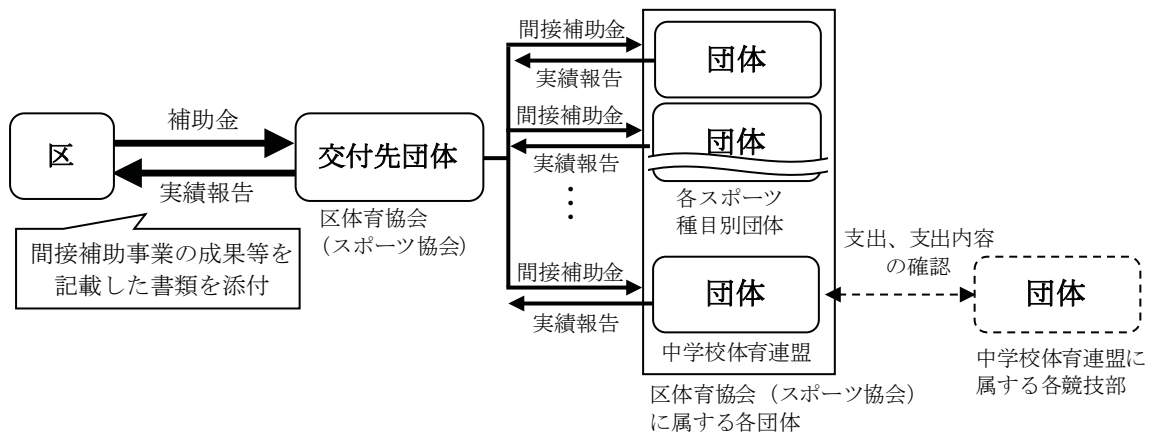 区
補助金
実績報告
間接補助事業の成果等を
記載した書類を添付
交付先団体
区体育協会
（スポーツ協会）
間接補助金
実績報告
団体
間接補助金
実績報告
団体
各スポーツ
種目別団体
⋮
間接補助金
実績報告
団体
中学校体育連盟
区体育協会（スポーツ協会）
に属する各団体
支出、支出内容
の確認
団体
中学校体育連盟に
属する各競技部